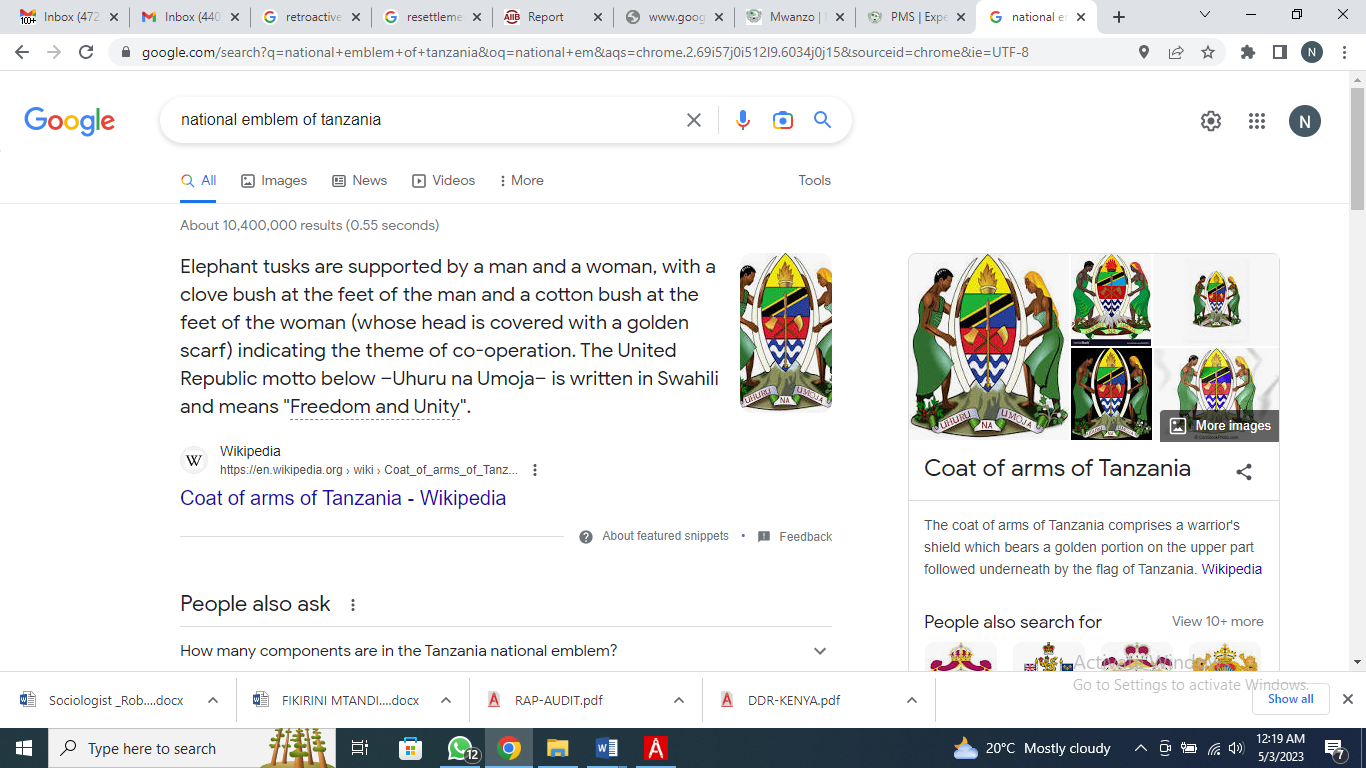 Inbox (472
Inbox (440
retroactive
resettleme
Report
www.goog
Mwanzo |
PMS | Expe
national er
google.com/search?q=national+emblem+of+tanzania&oq=national+em&aqs=chrome.2.69i57j0i512l9.6034j0j15&sourceid=chrome&ie=UTF-8
N
Google
national emblem of tanzania
N
All
Images
News
Videos
More
Tools
About 10,400,000 results (0.55 seconds)
Elephant tusks are supported by a man and a woman, with a
clove bush at the feet of the man and a cotton bush at the
feet of the woman (whose head is covered with a golden
scarf) indicating the theme of co-operation. The United
Republic motto below −Uhuru na Umoja− is written in Swahili
and means "Freedom and Unity".
UHURU NA UMOJA
W
Wikipedia
https://en.wikipedia.org › wiki › Coat_of_arms_of_Tanz...
Coat of arms of Tanzania - Wikipedia
About featured snippets • Feedback
People also ask
How many components are in the Tanzania national emblem?
UHURU NA UMOJA
More images
Coat of arms of Tanzania
The coat of arms of Tanzania comprises a warrior's
shield which bears a golden portion on the upper part
followed underneath by the flag of Tanzania. Wikipedia
People also search for
View 10+ more
Go to Settings to activate Windows.
Sociologist _Rob....docx
FIKIRINI MTANDI....docx
RAP-AUDIT.pdf
DDR-KENYA.pdf
Show all
Type here to search
12
20°C Mostly cloudy
12:19 AM
5/3/2023
7